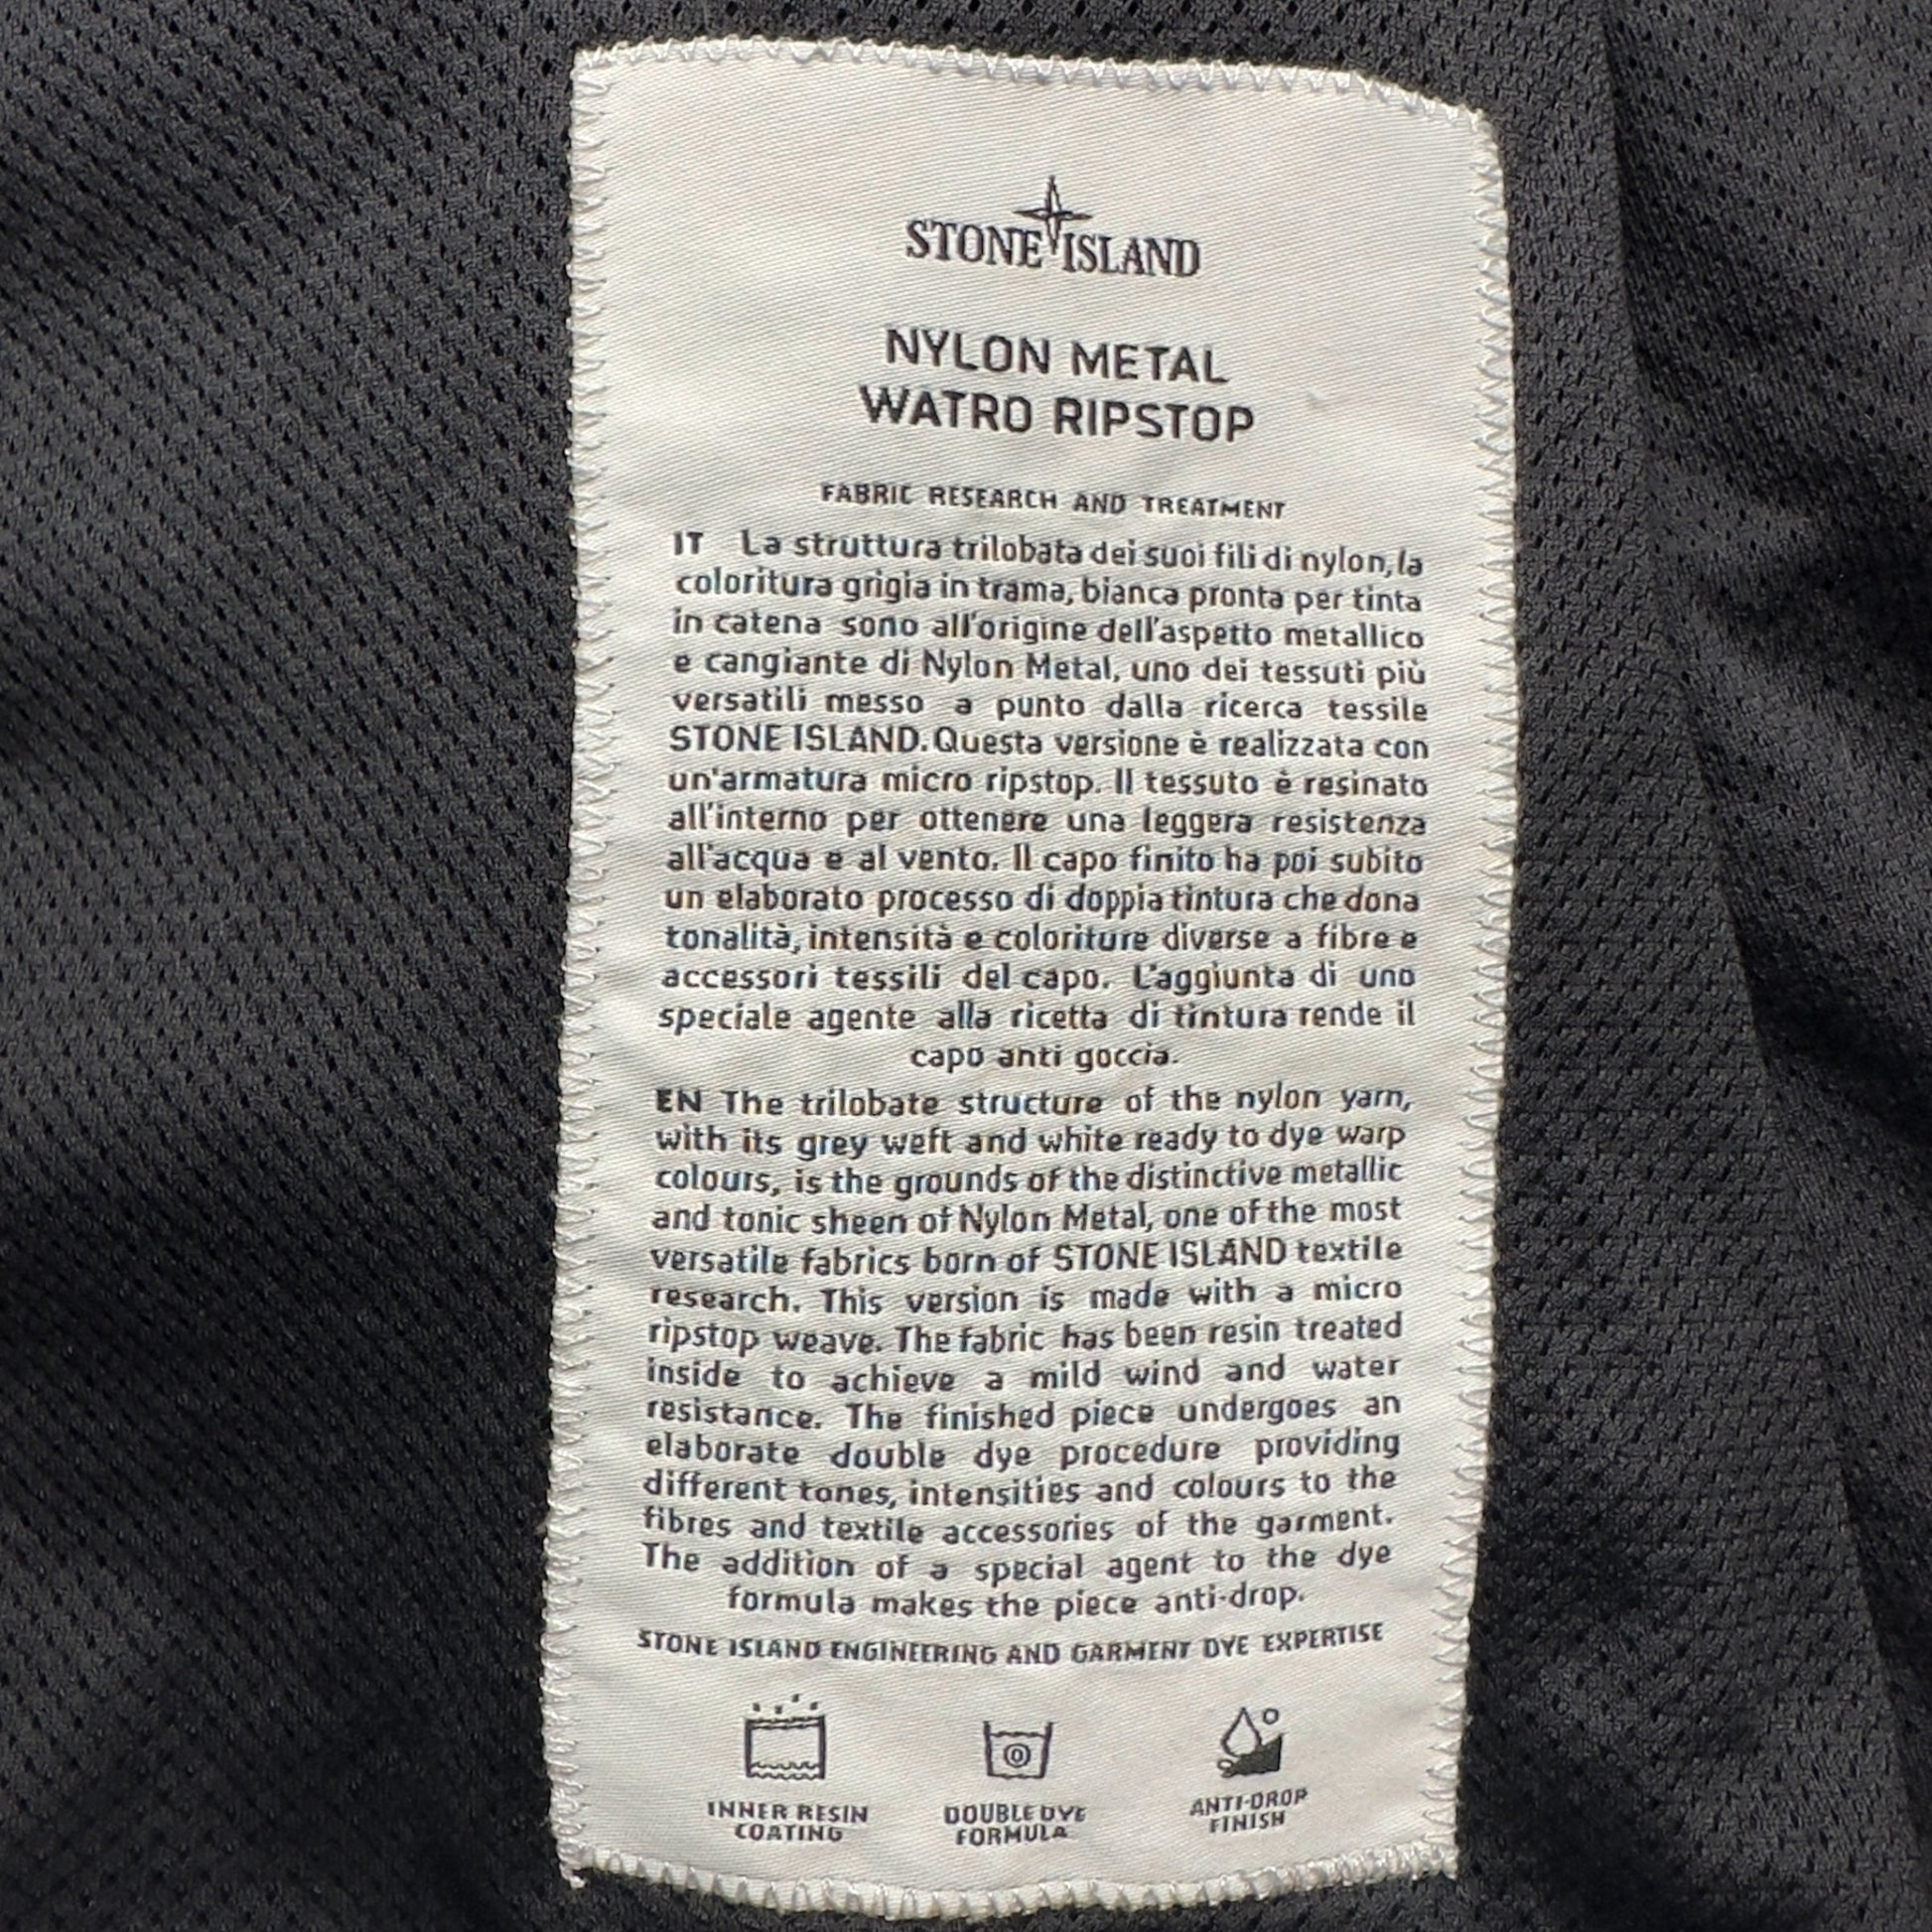 STONE ISLAND
NYLON METAL
WATRO RIPSTOP
FABRIC RESEARCH AND TREATMENT
IT La struttura trilobata dei suoi fili di nylon, la
coloritura grigia in trama, bianca pronta per tinta
in catena sono all'origine dell'aspetto metallico
e cangiante di Nylon Metal, uno dei tessuti più
versatili messo a punto dalla ricerca tessile
STONE ISLAND. Questa versione è realizzata con
un'armatura micro ripstop. Il tessuto è resinato
all'interno per ottenere una leggera resistenza
all'acqua e al vento. Il capo finito ha poi subito
un elaborato processo di doppia tintura che dona
tonalità, intensità e coloriture diverse a fibre e
accessori tessili del capo. L'aggiunta di uno
speciale agente alla ricetta di tintura rende il
capo anti goccia.
EN The trilobate structure of the nylon yarn,
with its grey weft and white ready to dye warp
colours, is the grounds of the distinctive metallic
and tonic sheen of Nylon Metal, one of the most
versatile fabrics born of STONE ISLAND textile
research. This version is made with a micro
ripstop weave. The fabric has been resin treated
inside to achieve a mild wind and water
resistance. The finished piece undergoes an
elaborate double dye procedure providing
different tones, intensities and colours to the
fibres and textile accessories of the garment.
The addition of a special agent to the dye
formula makes the piece anti-drop.
STONE ISLAND ENGINEERING AND GARMENT DYE EXPERTISE
INNER RESIN
COATING
DOUBLE DYE
FORMULA
ANTI-DROP
FINISH